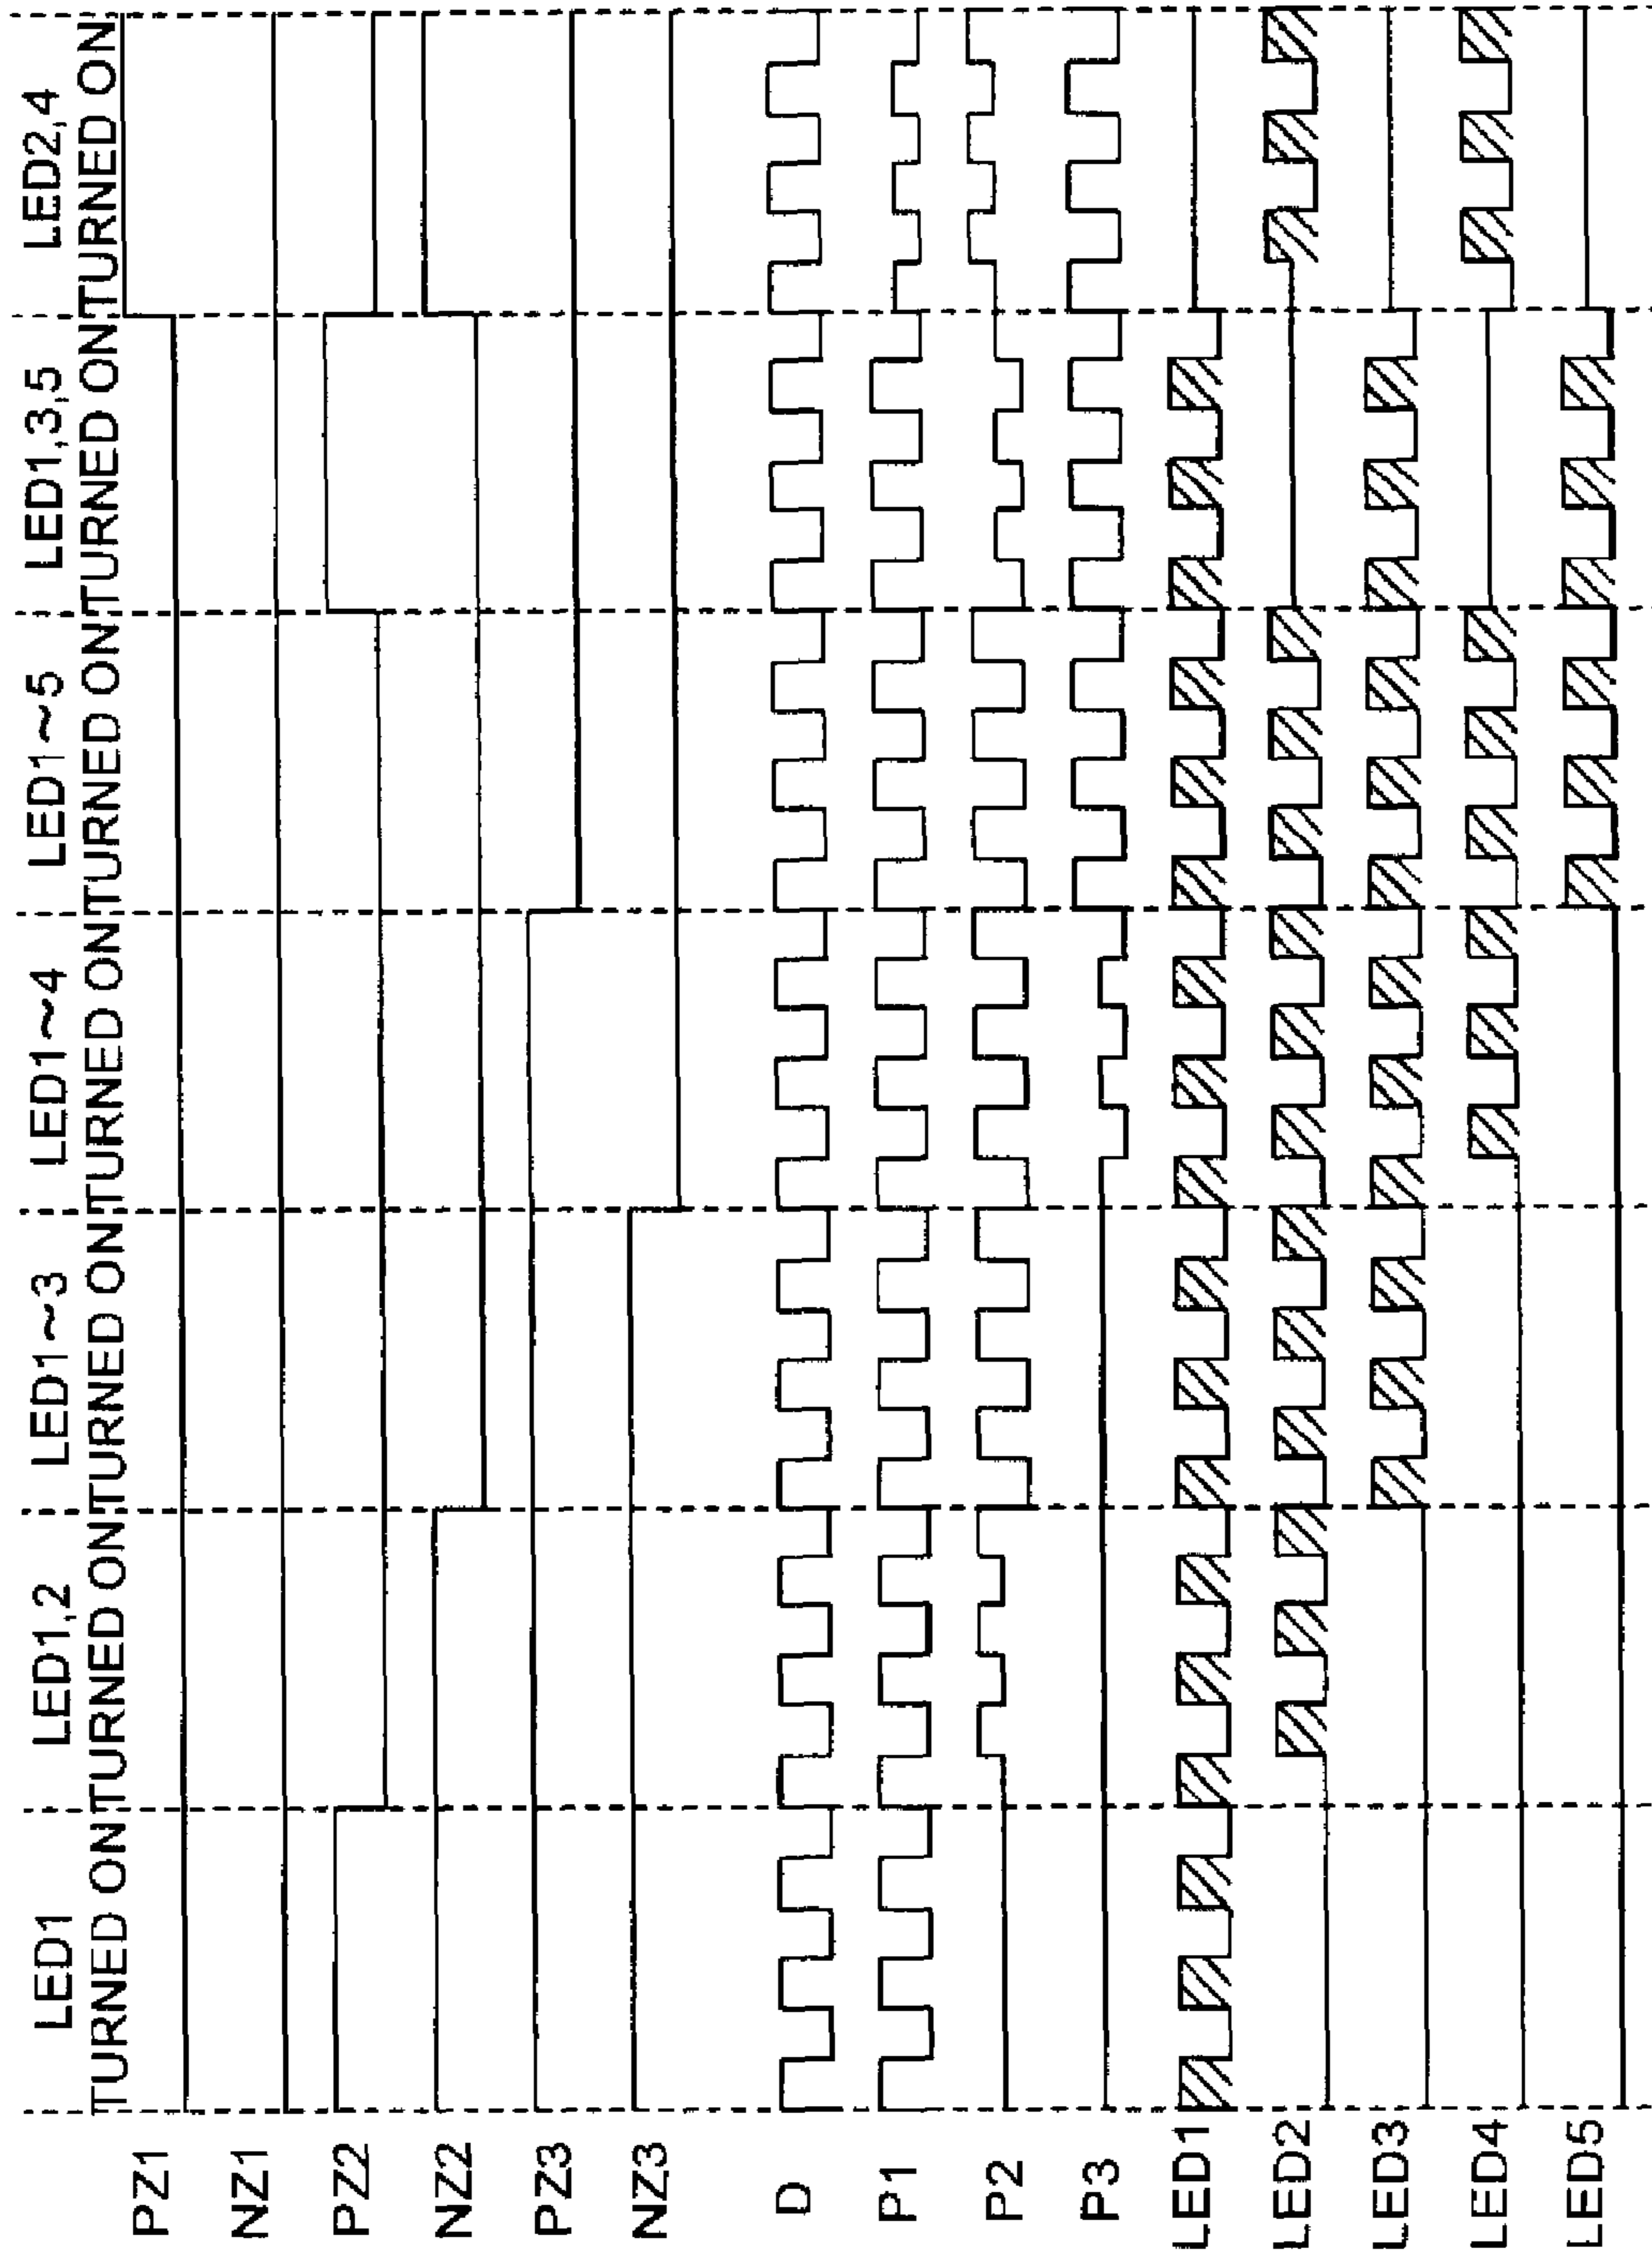 LED1
TURNED ON
LED1,2
TURNED ON
LED1~3
TURNED ON
LED1~4
TURNED ON
LED1~5
TURNED ON
LED1,3,5
TURNED ON
LED2,4
TURNED ON
PZ1
NZ1
PZ2
NZ2
PZ3
NZ3
D
P1
P2
P3
LED1
LED2
LED3
LED4
LED5